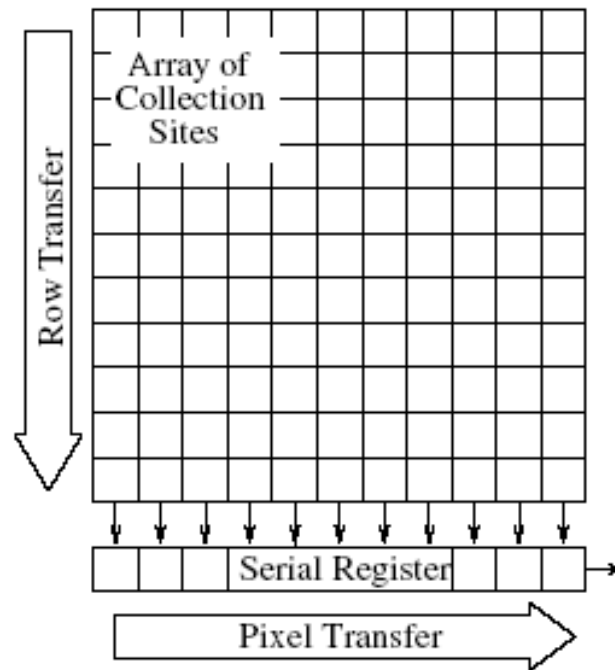 Array of
Collection
Sites
Row Transfer
Serial Register
Pixel Transfer